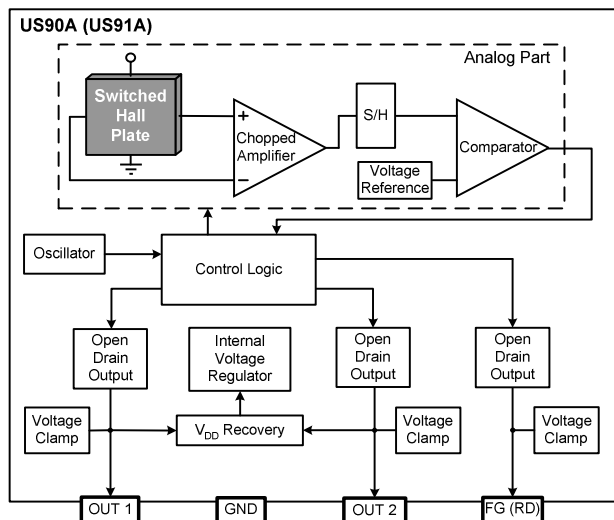 US90A (US91A)
Analog Part
Switched
Hall
Plate
+
Chopped
Amplifier
−
S/H
Voltage
Reference
Comparator
Oscillator
Control Logic
Open
Drain
Output
Internal
Voltage
Regulator
Open
Drain
Output
Open
Drain
Output
Voltage
Clamp
VDD Recovery
Voltage
Clamp
Voltage
Clamp
OUT 1
GND
OUT 2
FG (RD)